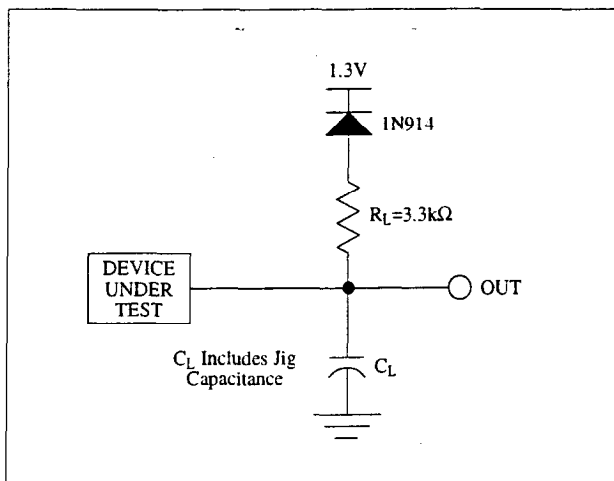 1.3V
1N914
R_L=3.3kΩ
DEVICE
UNDER
TEST
OUT
C_L Includes Jig
Capacitance
C_L